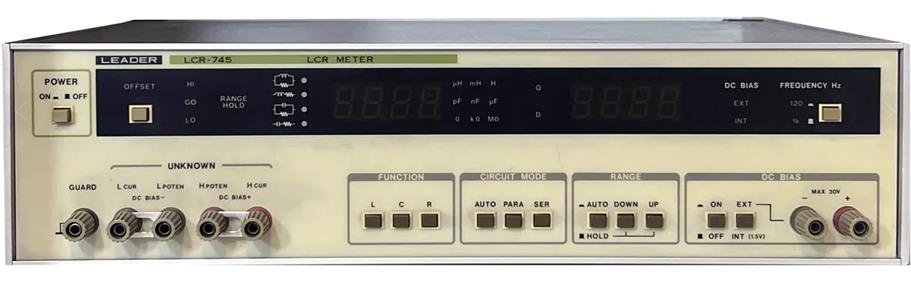 LEADER LCR-745 LCR METER
POWER
ON OFF
OFFSET
HI
GO
LO
RANGE
HOLD
µH mH H
pF nF µF
Ω kΩ MΩ
Q
D
DC BIAS
EXT
INT
FREQUENCY Hz
120
1k
UNKNOWN
GUARD
L CUR L POTEN H POTEN H CUR
DC BIAS− DC BIAS+
FUNCTION
L C R
CIRCUIT MODE
AUTO PARA SER
RANGE
AUTO DOWN UP
HOLD
DC BIAS
ON EXT
OFF INT (1.5V)
MAX 30V
− +